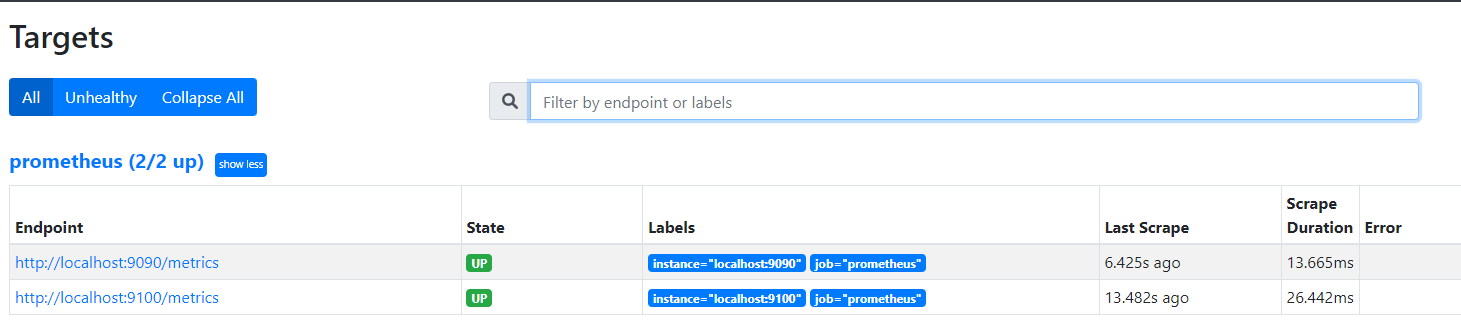 Targets
All Unhealthy Collapse All
Filter by endpoint or labels
prometheus (2/2 up) show less
Endpoint State Labels Last Scrape Scrape Duration Error
http://localhost:9090/metrics UP instance="localhost:9090" job="prometheus" 6.425s ago 13.665ms
http://localhost:9100/metrics UP instance="localhost:9100" job="prometheus" 13.482s ago 26.442ms